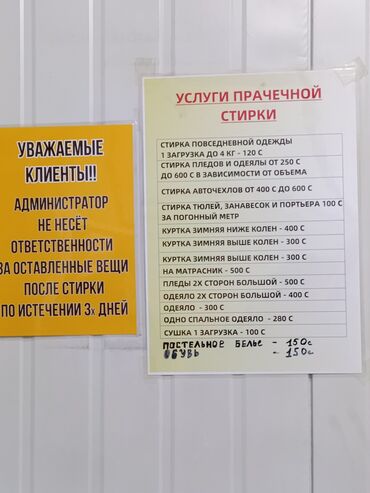 УВАЖАЕМЫЕ
КЛИЕНТЫ!!
АДМИНИСТРАТОР
НЕ НЕСЁТ
ОТВЕТСТВЕННОСТИ
ЗА ОСТАВЛЕННЫЕ ВЕЩИ
ПОСЛЕ СТИРКИ
ПО ИСТЕЧЕНИИ 3х ДНЕЙ
УСЛУГИ ПРАЧЕЧНОЙ
СТИРКИ
СТИРКА ПОВСЕДНЕВНОЙ ОДЕЖДЫ
1 ЗАГРУЗКА ДО 4 КГ - 120 С
СТИРКА ПЛЕДОВ И ОДЕЯЛЫ ОТ 250 С
ДО 600 С В ЗАВИСИМОСТИ ОТ ОБЪЕМА
СТИРКА АВТОЧЕХЛОВ ОТ 400 С ДО 600 С
СТИРКА ТЮЛЕЙ, ЗАНАВЕСОК И ПОРТЬЕРА 100 С
ЗА ПОГОННЫЙ МЕТР
КУРТКА ЗИМНЯЯ НИЖЕ КОЛЕН - 400 С
КУРТКА ЗИМНЯЯ ВЫШЕ КОЛЕН - 300 С
КУРТКА ЗИМНЯЯ ВЫШЕ КОЛЕН - 300 С
НА МАТРАСНИК - 500 С
ПЛЕДЫ 2Х СТОРОН БОЛЬШОЙ - 500 С
ОДЕЯЛО 2Х СТОРОН БОЛЬШОЙ - 400 С
ОДЕЯЛО - 300 С
ОДНО СПАЛЬНОЕ ОДЕЯЛО - 280 С
СУШКА 1 ЗАГРУЗКА - 100 С
ПОСТЕЛЬНОЕ БЕЛЬЕ - 150с
ОБУВЬ - 150с